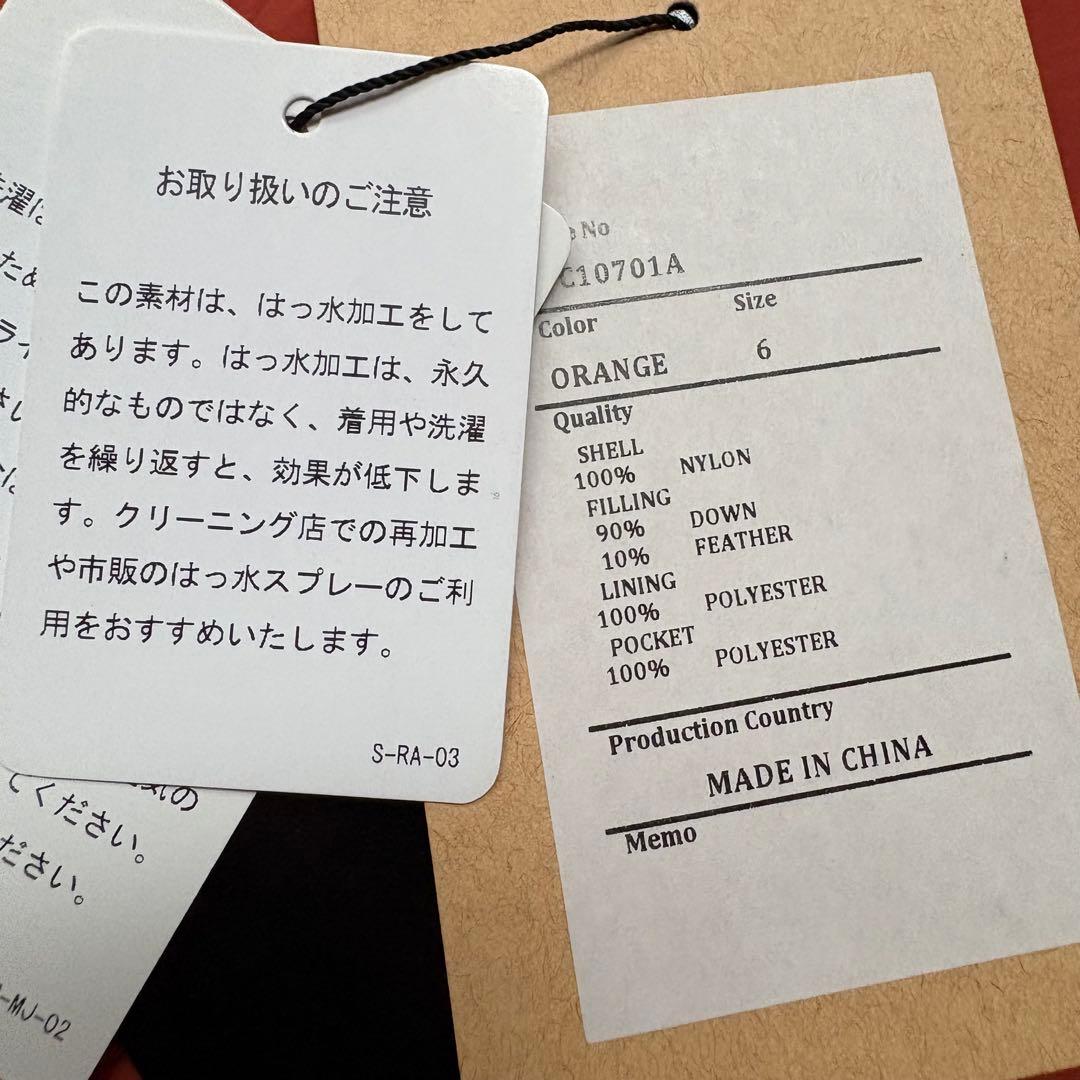 お取り扱いのご注意
この素材は、はっ水加工をして
あります。はっ水加工は、永久
的なものではなく、着用や洗濯
を繰り返すと、効果が低下しま
す。クリーニング店での再加工
や市販のはっ水スプレーのご利
用をおすすめいたします。
S-RA-03
No
C10701A
Color Size
ORANGE 6
Quality
SHELL
100% NYLON
FILLING
90% DOWN
10% FEATHER
LINING
100% POLYESTER
POCKET
100% POLYESTER
Production Country
MADE IN CHINA
Memo
濯は
ため
てください。
ださい。
-MJ-02